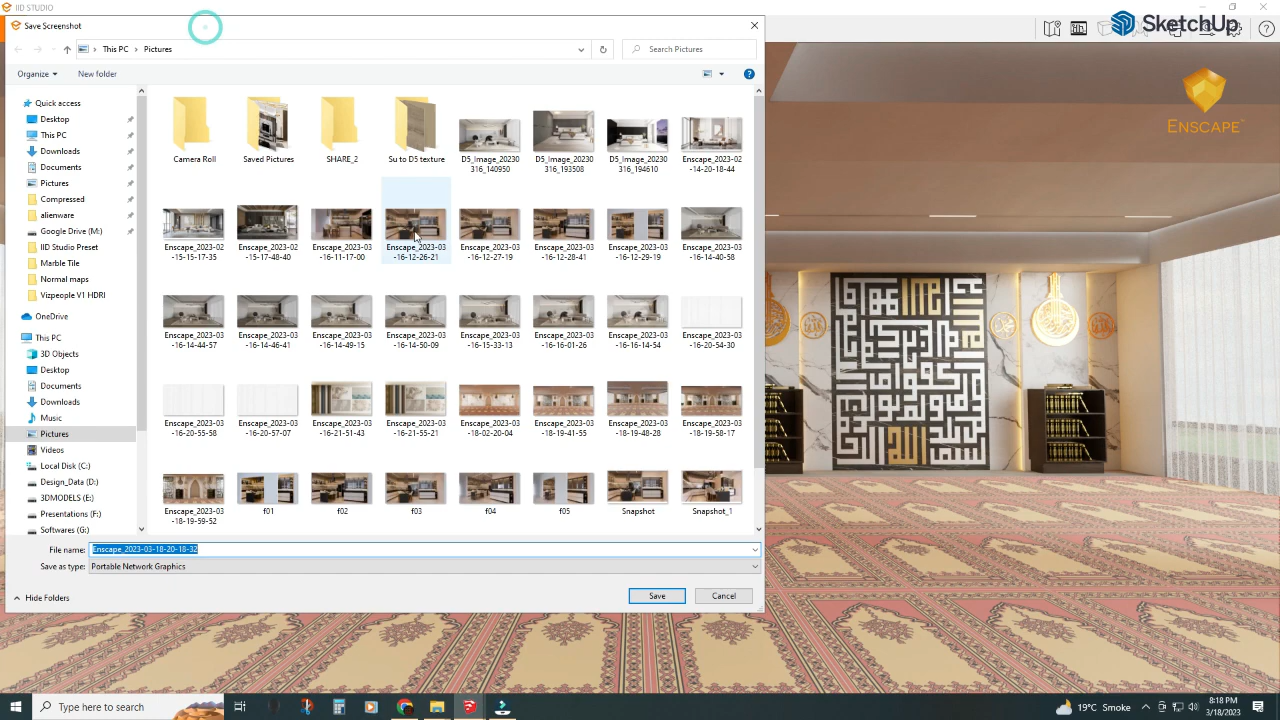 IID STUDIO
SketchUp
Save Screenshot
This PC
Pictures
Search Pictures
Organize
New folder
ENSCAPE™
Quick access
Desktop
This PC
Downloads
Documents
Pictures
Compressed
alienware
Google Drive (M:)
IID Studio Preset
Marble Tile
Normal maps
Vizpeople V1 HDRI
OneDrive
This PC
3D Objects
Desktop
Documents
Downloads
Music
Pictures
Videos
Local Disk (C:)
Design_Data (D:)
3DMODELS (E:)
Presentations (F:)
Softwares (G:)
Camera Roll
Saved Pictures
SHARE_2
Su to D5 texture
D5_Image_20230
316_140950
D5_Image_20230
316_193508
D5_Image_20230
316_194610
Enscape_2023-02
-14-20-18-44
Enscape_2023-02
-15-15-17-35
Enscape_2023-02
-15-17-48-40
Enscape_2023-03
-16-11-17-00
Enscape_2023-03
-16-12-26-21
Enscape_2023-03
-16-12-27-19
Enscape_2023-03
-16-12-28-41
Enscape_2023-03
-16-12-29-19
Enscape_2023-03
-16-14-40-50
Enscape_2023-03
-16-14-44-57
Enscape_2023-03
-16-14-46-41
Enscape_2023-03
-16-14-49-15
Enscape_2023-03
-16-14-50-09
Enscape_2023-03
-16-15-33-13
Enscape_2023-03
-16-16-01-26
Enscape_2023-03
-16-16-14-54
Enscape_2023-03
-16-20-54-30
Enscape_2023-03
-16-20-55-58
Enscape_2023-03
-16-20-57-07
Enscape_2023-03
-16-21-51-43
Enscape_2023-03
-16-21-55-21
Enscape_2023-03
-18-02-20-04
Enscape_2023-03
-18-19-41-55
Enscape_2023-03
-18-19-48-28
Enscape_2023-03
-18-19-58-17
Enscape_2023-03
-18-19-59-52
f01
f02
f03
f04
f05
Snapshot
Snapshot_1
File name:
Enscape_2023-03-18-20-18-32
Save as type:
Portable Network Graphics
Hide Folders
Save
Cancel
Type here to search
19°C Smoke
8:18 PM
3/18/2023